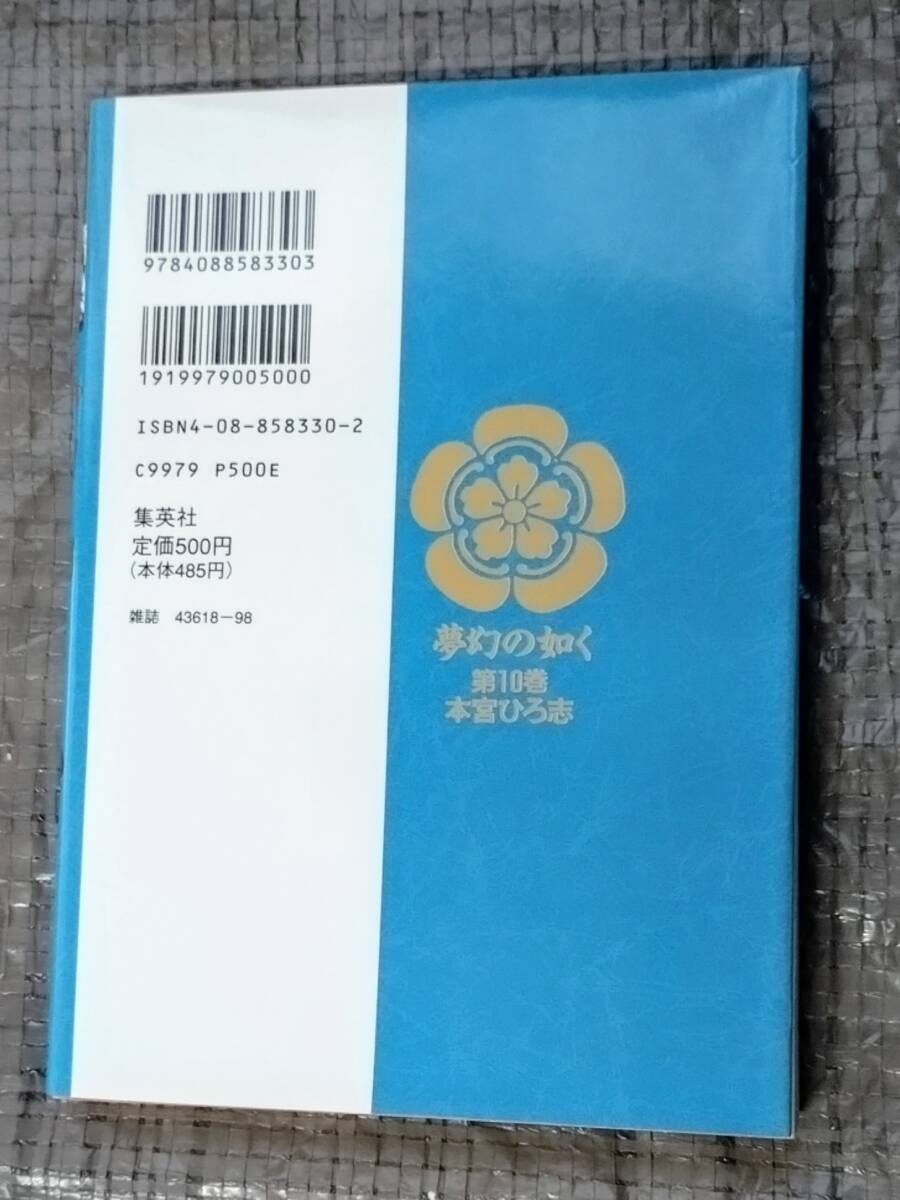 9784088583303
1919979005000
ISBN4-08-858330-2
C9979 P500E
集英社
定価500円
(本体485円)
雑誌 43618-98
夢幻の如く
第10巻
本宮ひろ志